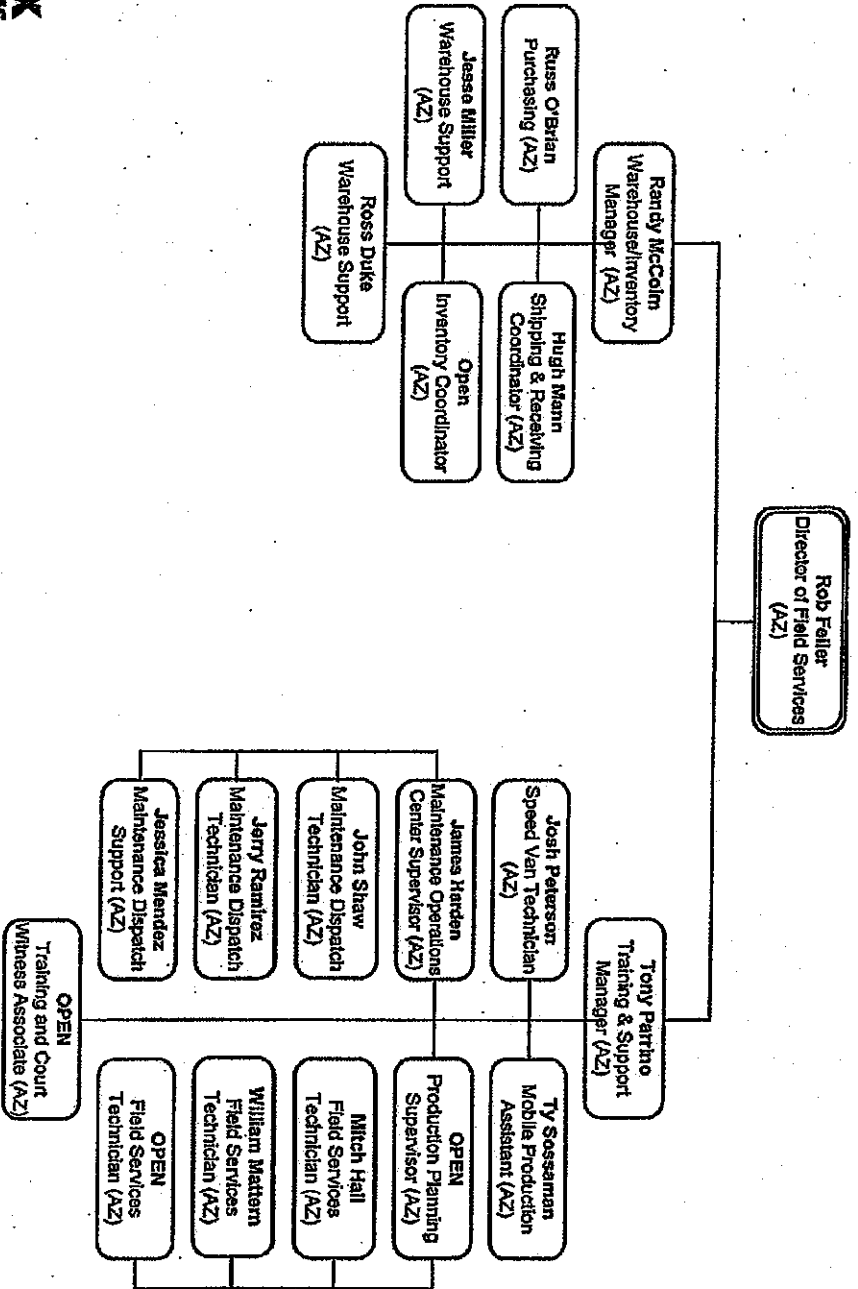 Rob Feller
Director of Field Services
(AZ)
Randy McColm
Warehouse/Inventory
Manager (AZ)
Russ O'Brian
Purchasing (AZ)
Hugh Mann
Shipping & Receiving
Coordinator (AZ)
Jesse Miller
Warehouse Support
(AZ)
Open
Inventory Coordinator
(AZ)
Ross Duke
Warehouse Support
(AZ)
Tony Parrino
Training & Support
Manager (AZ)
Josh Peterson
Speed Van Technician
(AZ)
Ty Sossaman
Mobile Production
Assistant (AZ)
James Harden
Maintenance Operations
Center Supervisor (AZ)
OPEN
Production Planning
Supervisor (AZ)
John Shaw
Maintenance Dispatch
Technician (AZ)
Mitch Hall
Field Services
Technician (AZ)
Jerry Ramirez
Maintenance Dispatch
Technician (AZ)
William Mattern
Field Services
Technician (AZ)
Jessica Mendez
Maintenance Dispatch
Support (AZ)
OPEN
Field Services
Technician (AZ)
OPEN
Training and Court
Witness Associate (AZ)